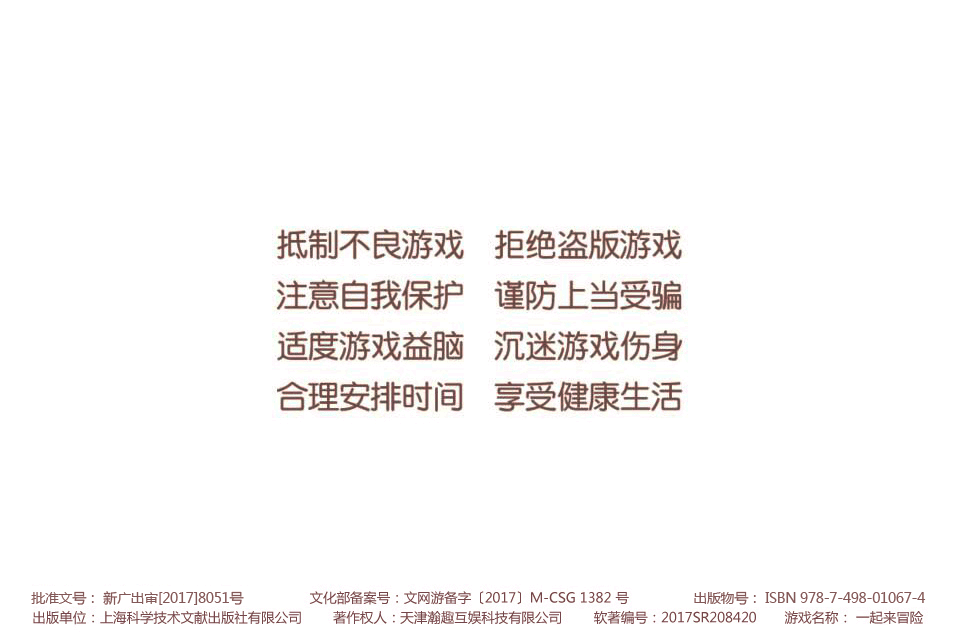 抵制不良游戏 拒绝盗版游戏
注意自我保护 谨防上当受骗
适度游戏益脑 沉迷游戏伤身
合理安排时间 享受健康生活
批准文号： 新广出审[2017]8051号 文化部备案号：文网游备字〔2017〕M-CSG 1382 号 出版物号： ISBN 978-7-498-01067-4
出版单位：上海科学技术文献出版社有限公司 著作权人：天津瀚趣互娱科技有限公司 软著编号：2017SR208420 游戏名称： 一起来冒险